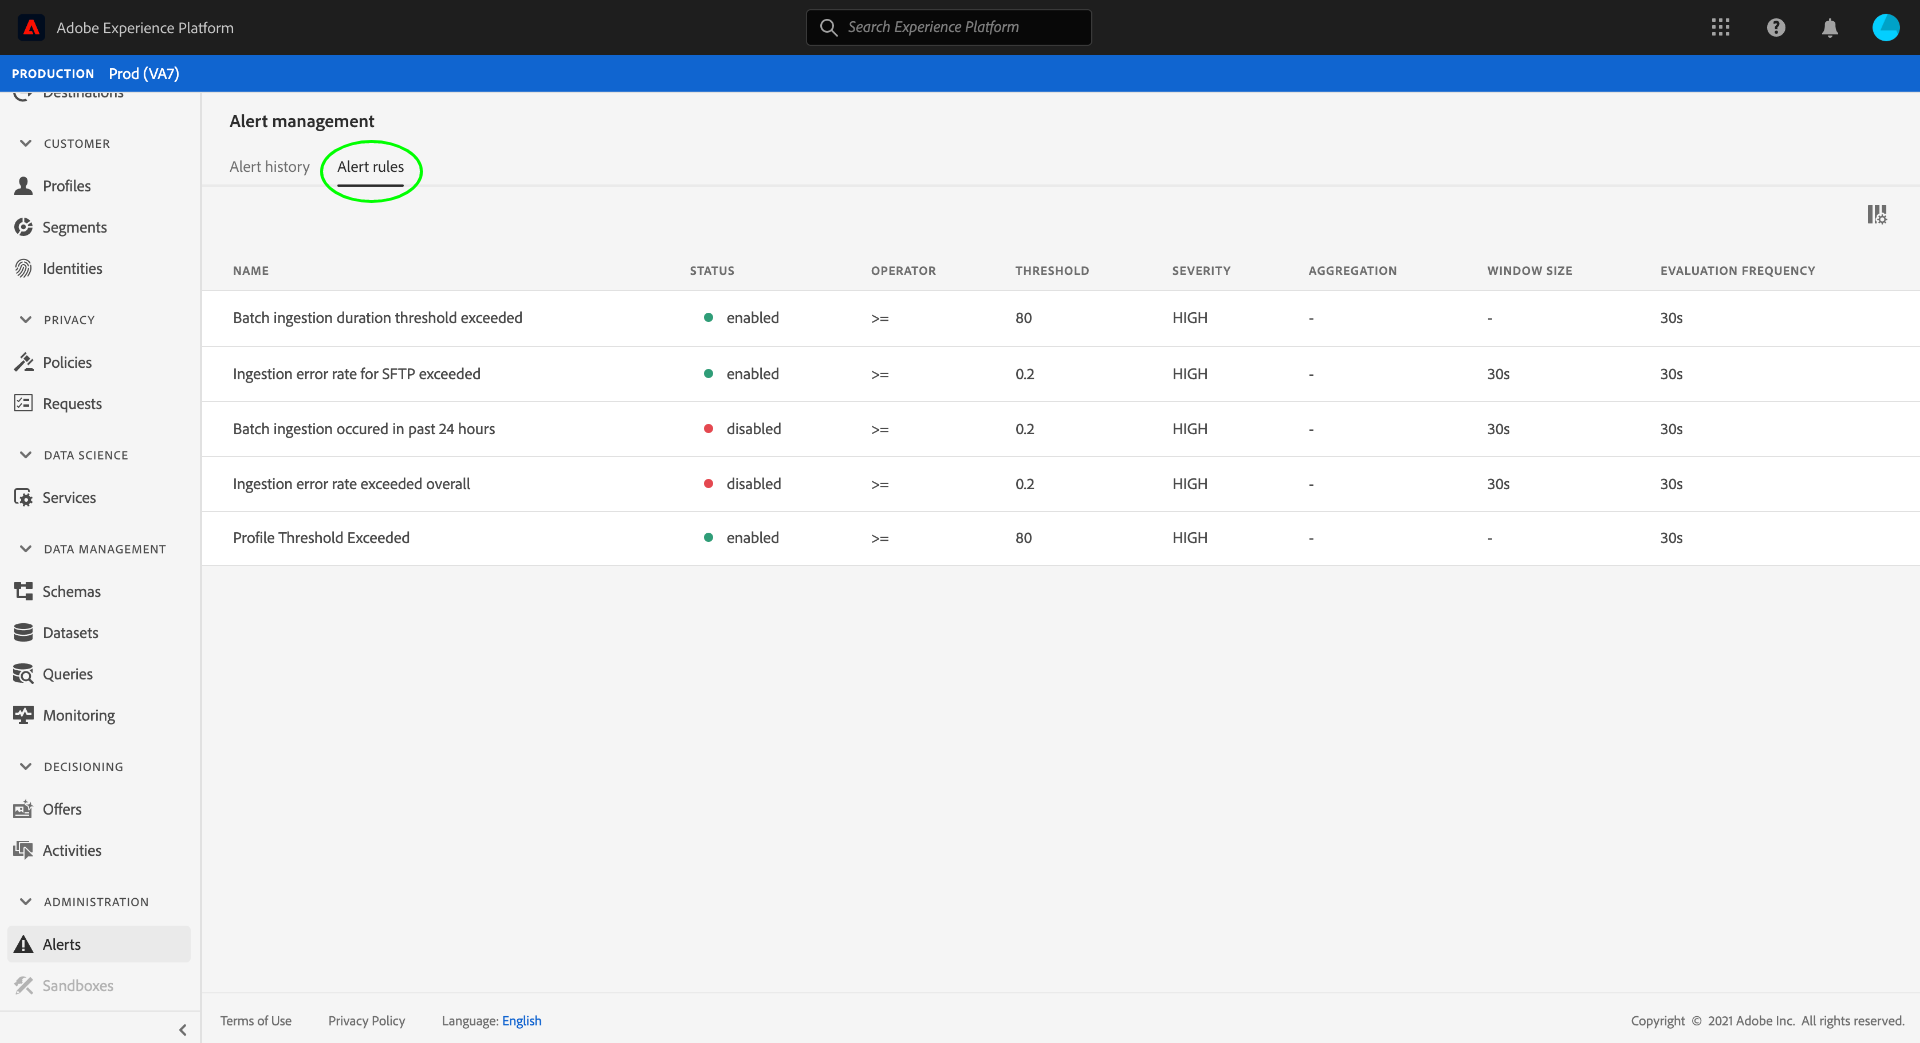 Adobe Experience Platform
Search Experience Platform
PRODUCTION Prod (VA7)
Destinations
CUSTOMER
Profiles
Segments
Identities
PRIVACY
Policies
Requests
DATA SCIENCE
Services
DATA MANAGEMENT
Schemas
Datasets
Queries
Monitoring
DECISIONING
Offers
Activities
ADMINISTRATION
Alerts
Sandboxes
Alert management
Alert history Alert rules
NAME STATUS OPERATOR THRESHOLD SEVERITY AGGREGATION WINDOW SIZE EVALUATION FREQUENCY
Batch ingestion duration threshold exceeded enabled >= 80 HIGH - - 30s
Ingestion error rate for SFTP exceeded enabled >= 0.2 HIGH - 30s 30s
Batch ingestion occured in past 24 hours disabled >= 0.2 HIGH - 30s 30s
Ingestion error rate exceeded overall disabled >= 0.2 HIGH - 30s 30s
Profile Threshold Exceeded enabled >= 80 HIGH - - 30s
Terms of Use Privacy Policy Language: English Copyright © 2021 Adobe Inc. All rights reserved.